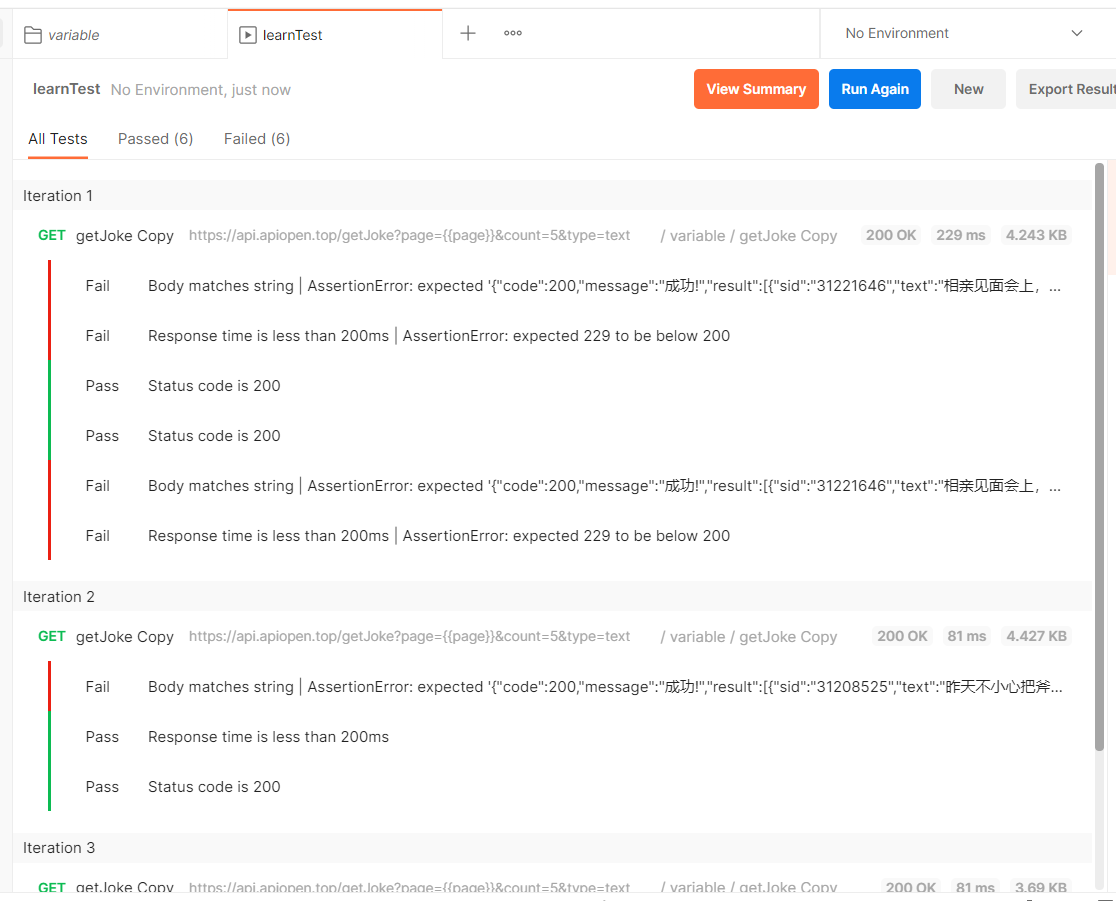 variable
learnTest
No Environment
learnTest No Environment, just now
View Summary
Run Again
New
Export Result
All Tests
Passed (6)
Failed (6)
Iteration 1
GET getJoke Copy https://api.apiopen.top/getJoke?page={{page}}&count=5&type=text / variable / getJoke Copy 200 OK 229 ms 4.243 KB
Fail Body matches string | AssertionError: expected '{"code":200,"message":"成功!","result":[{"sid":"31221646","text":"相亲见面会上，...
Fail Response time is less than 200ms | AssertionError: expected 229 to be below 200
Pass Status code is 200
Pass Status code is 200
Fail Body matches string | AssertionError: expected '{"code":200,"message":"成功!","result":[{"sid":"31221646","text":"相亲见面会上，...
Fail Response time is less than 200ms | AssertionError: expected 229 to be below 200
Iteration 2
GET getJoke Copy https://api.apiopen.top/getJoke?page={{page}}&count=5&type=text / variable / getJoke Copy 200 OK 81 ms 4.427 KB
Fail Body matches string | AssertionError: expected '{"code":200,"message":"成功!","result":[{"sid":"31208525","text":"昨天不小心把斧...
Pass Response time is less than 200ms
Pass Status code is 200
Iteration 3
GET getJoke Copy https://api.apiopen.top/getJoke?page={{page}}&count=5&type=text / variable / getJoke Copy 200 OK 81 ms 3.69 KB